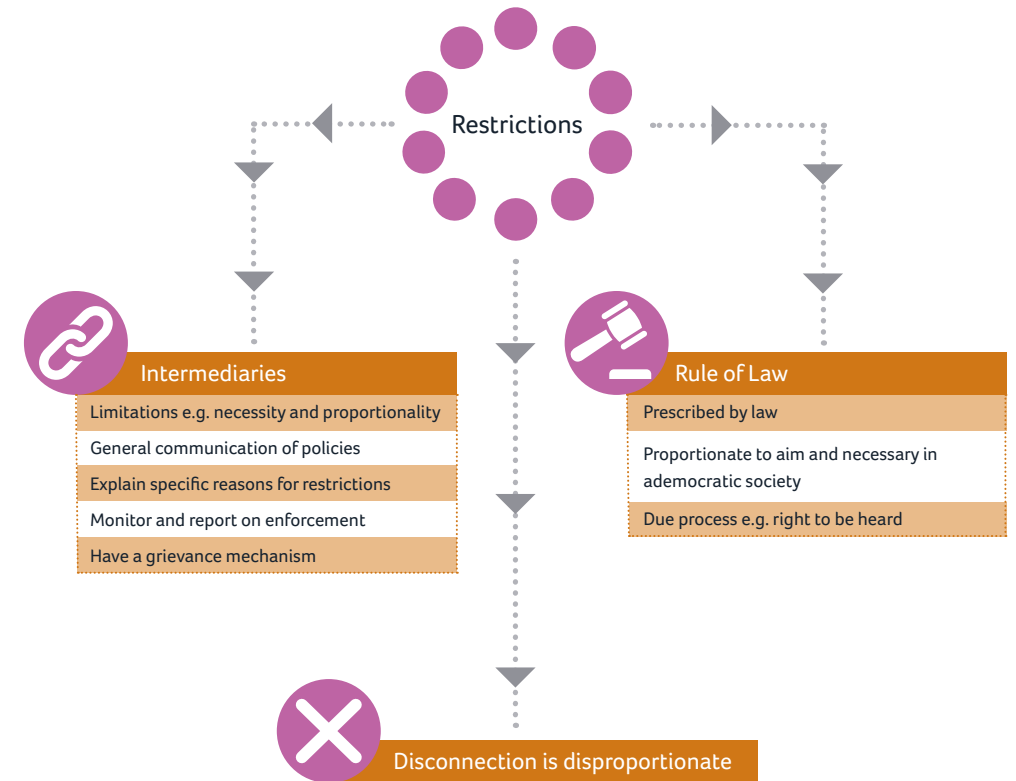 Restrictions
Intermediaries
Limitations e.g. necessity and proportionality
General communication of policies
Explain specific reasons for restrictions
Monitor and report on enforcement
Have a grievance mechanism
Rule of Law
Prescribed by law
Proportionate to aim and necessary in
ademocratic society
Due process e.g. right to be heard
Disconnection is disproportionate